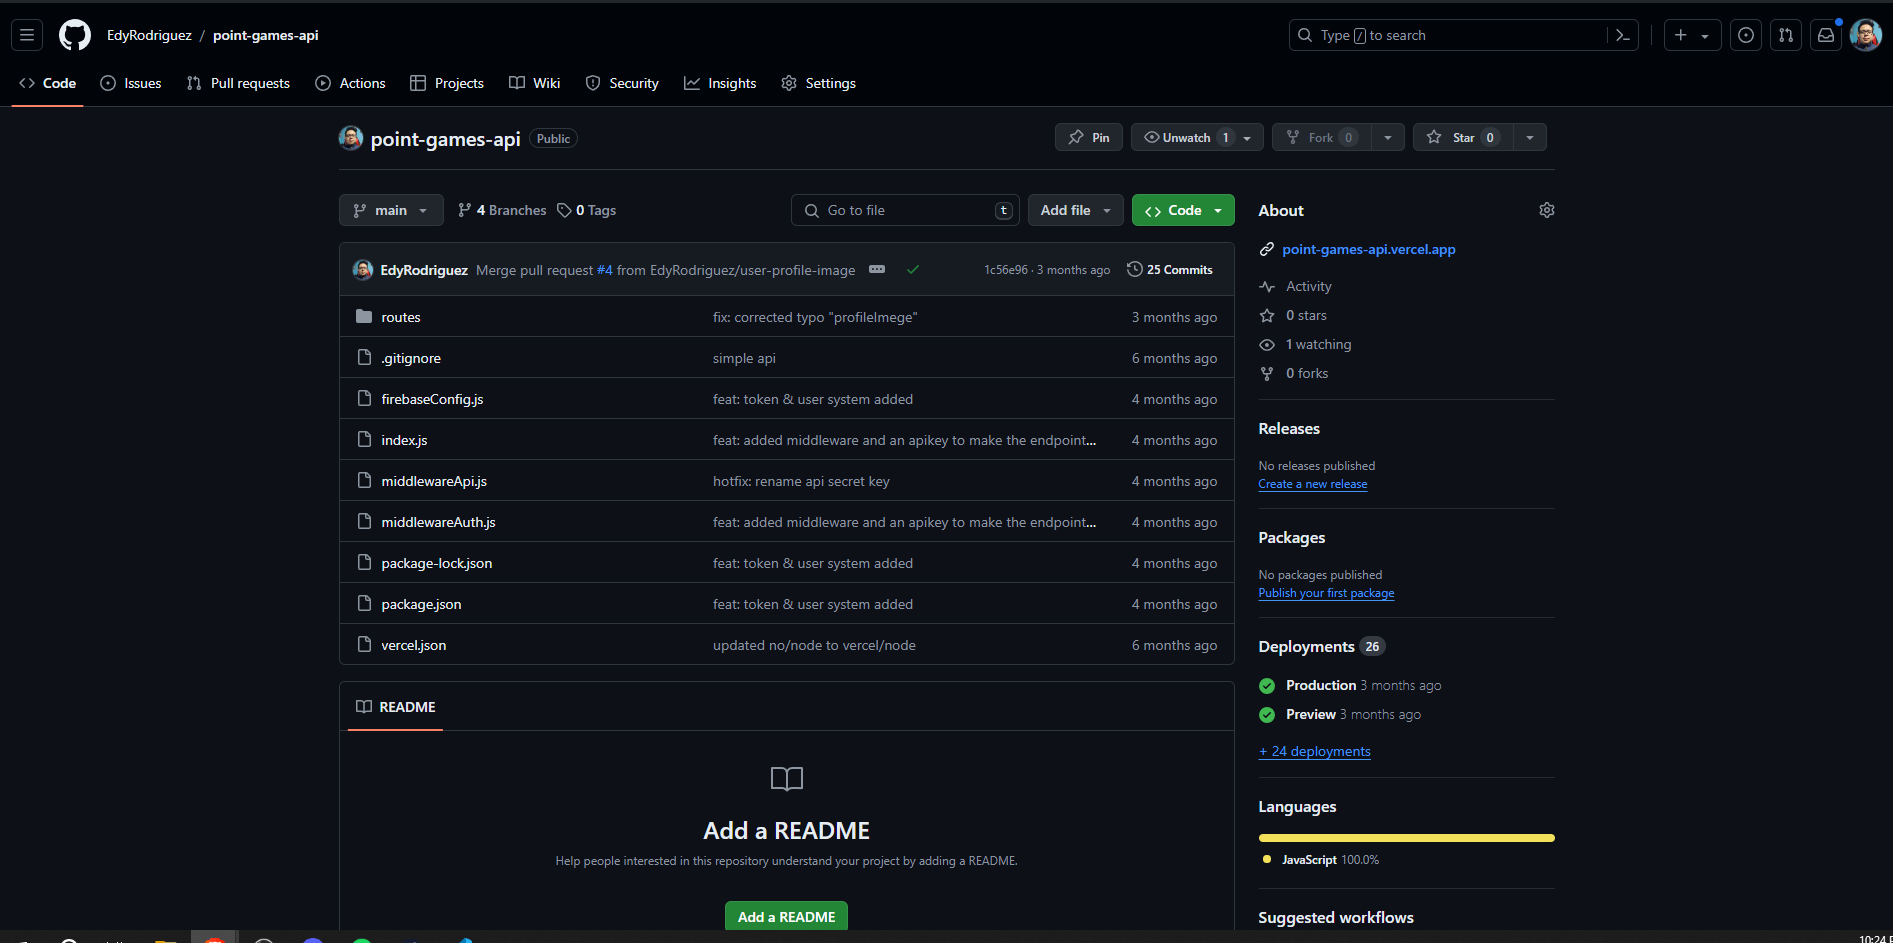 EdyRodriguez / point-games-api
Type / to search
Code Issues Pull requests Actions Projects Wiki Security Insights Settings
point-games-api Public
Pin Unwatch 1 Fork 0 Star 0
main 4 Branches 0 Tags Go to file t Add file Code
EdyRodriguez Merge pull request #4 from EdyRodriguez/user-profile-image 1c56e96 · 3 months ago 25 Commits
routes fix: corrected typo "profileImege" 3 months ago
.gitignore simple api 6 months ago
firebaseConfig.js feat: token & user system added 4 months ago
index.js feat: added middleware and an apikey to make the endpoint... 4 months ago
middlewareApi.js hotfix: rename api secret key 4 months ago
middlewareAuth.js feat: added middleware and an apikey to make the endpoint... 4 months ago
package-lock.json feat: token & user system added 4 months ago
package.json feat: token & user system added 4 months ago
vercel.json updated no/node to vercel/node 6 months ago
README
Add a README
Help people interested in this repository understand your project by adding a README.
Add a README
About
point-games-api.vercel.app
Activity
0 stars
1 watching
0 forks
Releases
No releases published
Create a new release
Packages
No packages published
Publish your first package
Deployments 26
Production 3 months ago
Preview 3 months ago
+ 24 deployments
Languages
JavaScript 100.0%
Suggested workflows
10:24